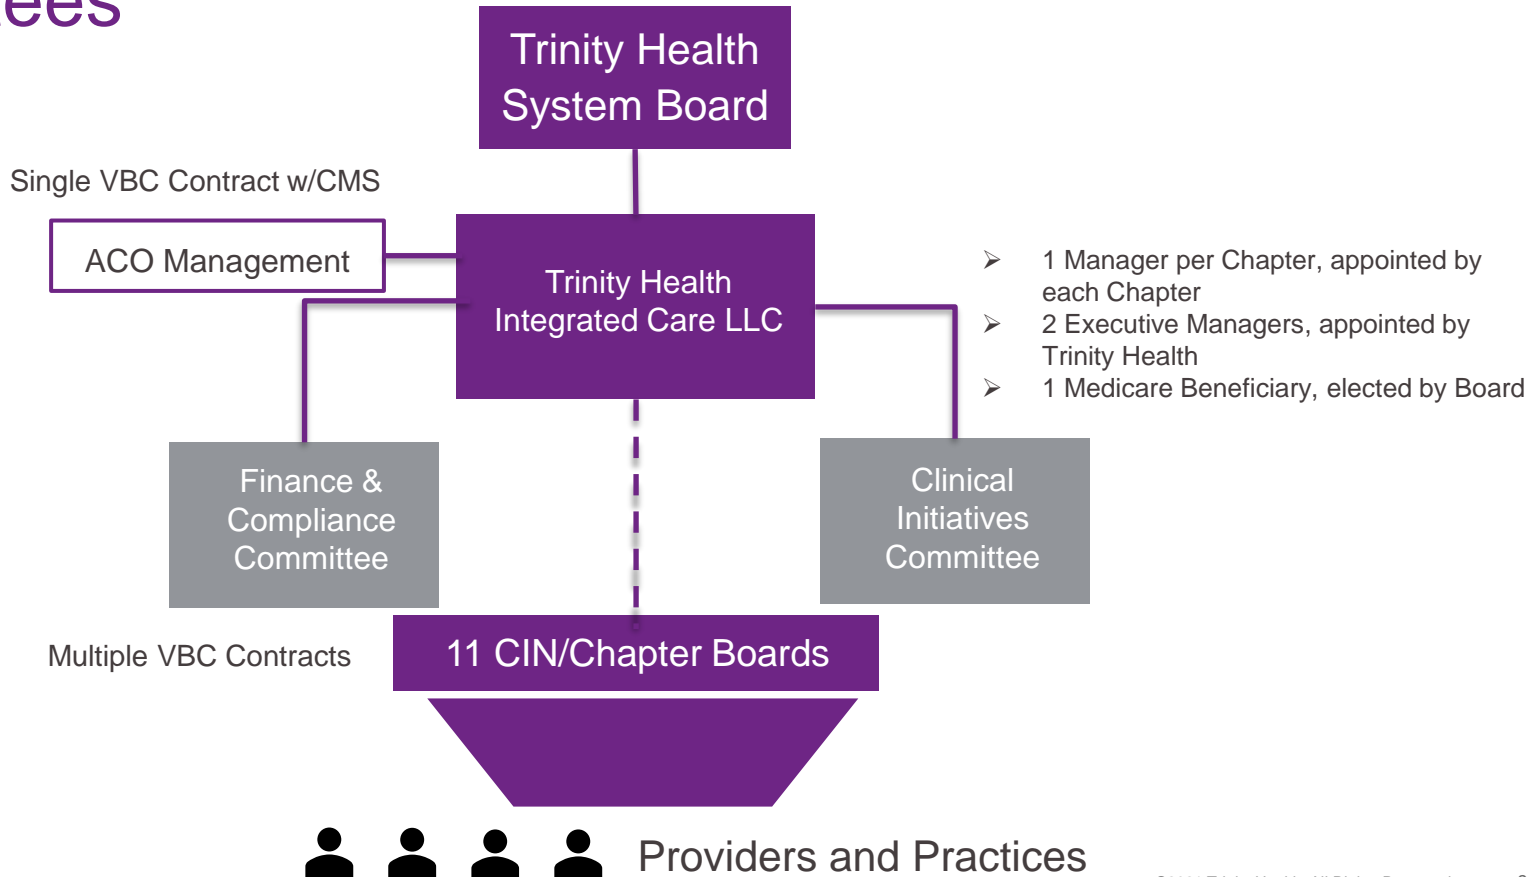 Trinity Health
System Board
Single VBC Contract w/CMS
ACO Management
Trinity Health
Integrated Care LLC
➢ 1 Manager per Chapter, appointed by
each Chapter
➢ 2 Executive Managers, appointed by
Trinity Health
➢ 1 Medicare Beneficiary, elected by Board
Finance &
Compliance
Committee
Clinical
Initiatives
Committee
Multiple VBC Contracts
11 CIN/Chapter Boards
Providers and Practices